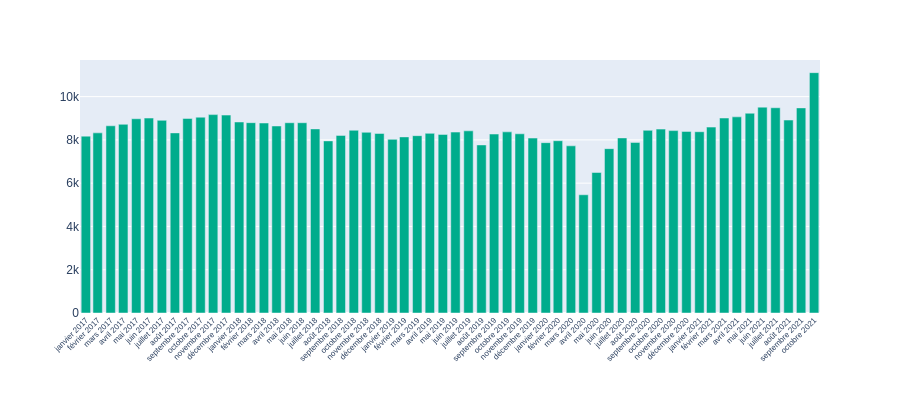 10k
8k
6k
4k
2k
0
janvier 2017
février 2017
mars 2017
avril 2017
mai 2017
juin 2017
juillet 2017
août 2017
septembre 2017
octobre 2017
novembre 2017
décembre 2017
janvier 2018
février 2018
mars 2018
avril 2018
mai 2018
juin 2018
juillet 2018
août 2018
septembre 2018
octobre 2018
novembre 2018
décembre 2018
janvier 2019
février 2019
mars 2019
avril 2019
mai 2019
juin 2019
juillet 2019
août 2019
septembre 2019
octobre 2019
novembre 2019
décembre 2019
janvier 2020
février 2020
mars 2020
avril 2020
mai 2020
juin 2020
juillet 2020
août 2020
septembre 2020
octobre 2020
novembre 2020
décembre 2020
janvier 2021
février 2021
mars 2021
avril 2021
mai 2021
juin 2021
juillet 2021
août 2021
septembre 2021
octobre 2021